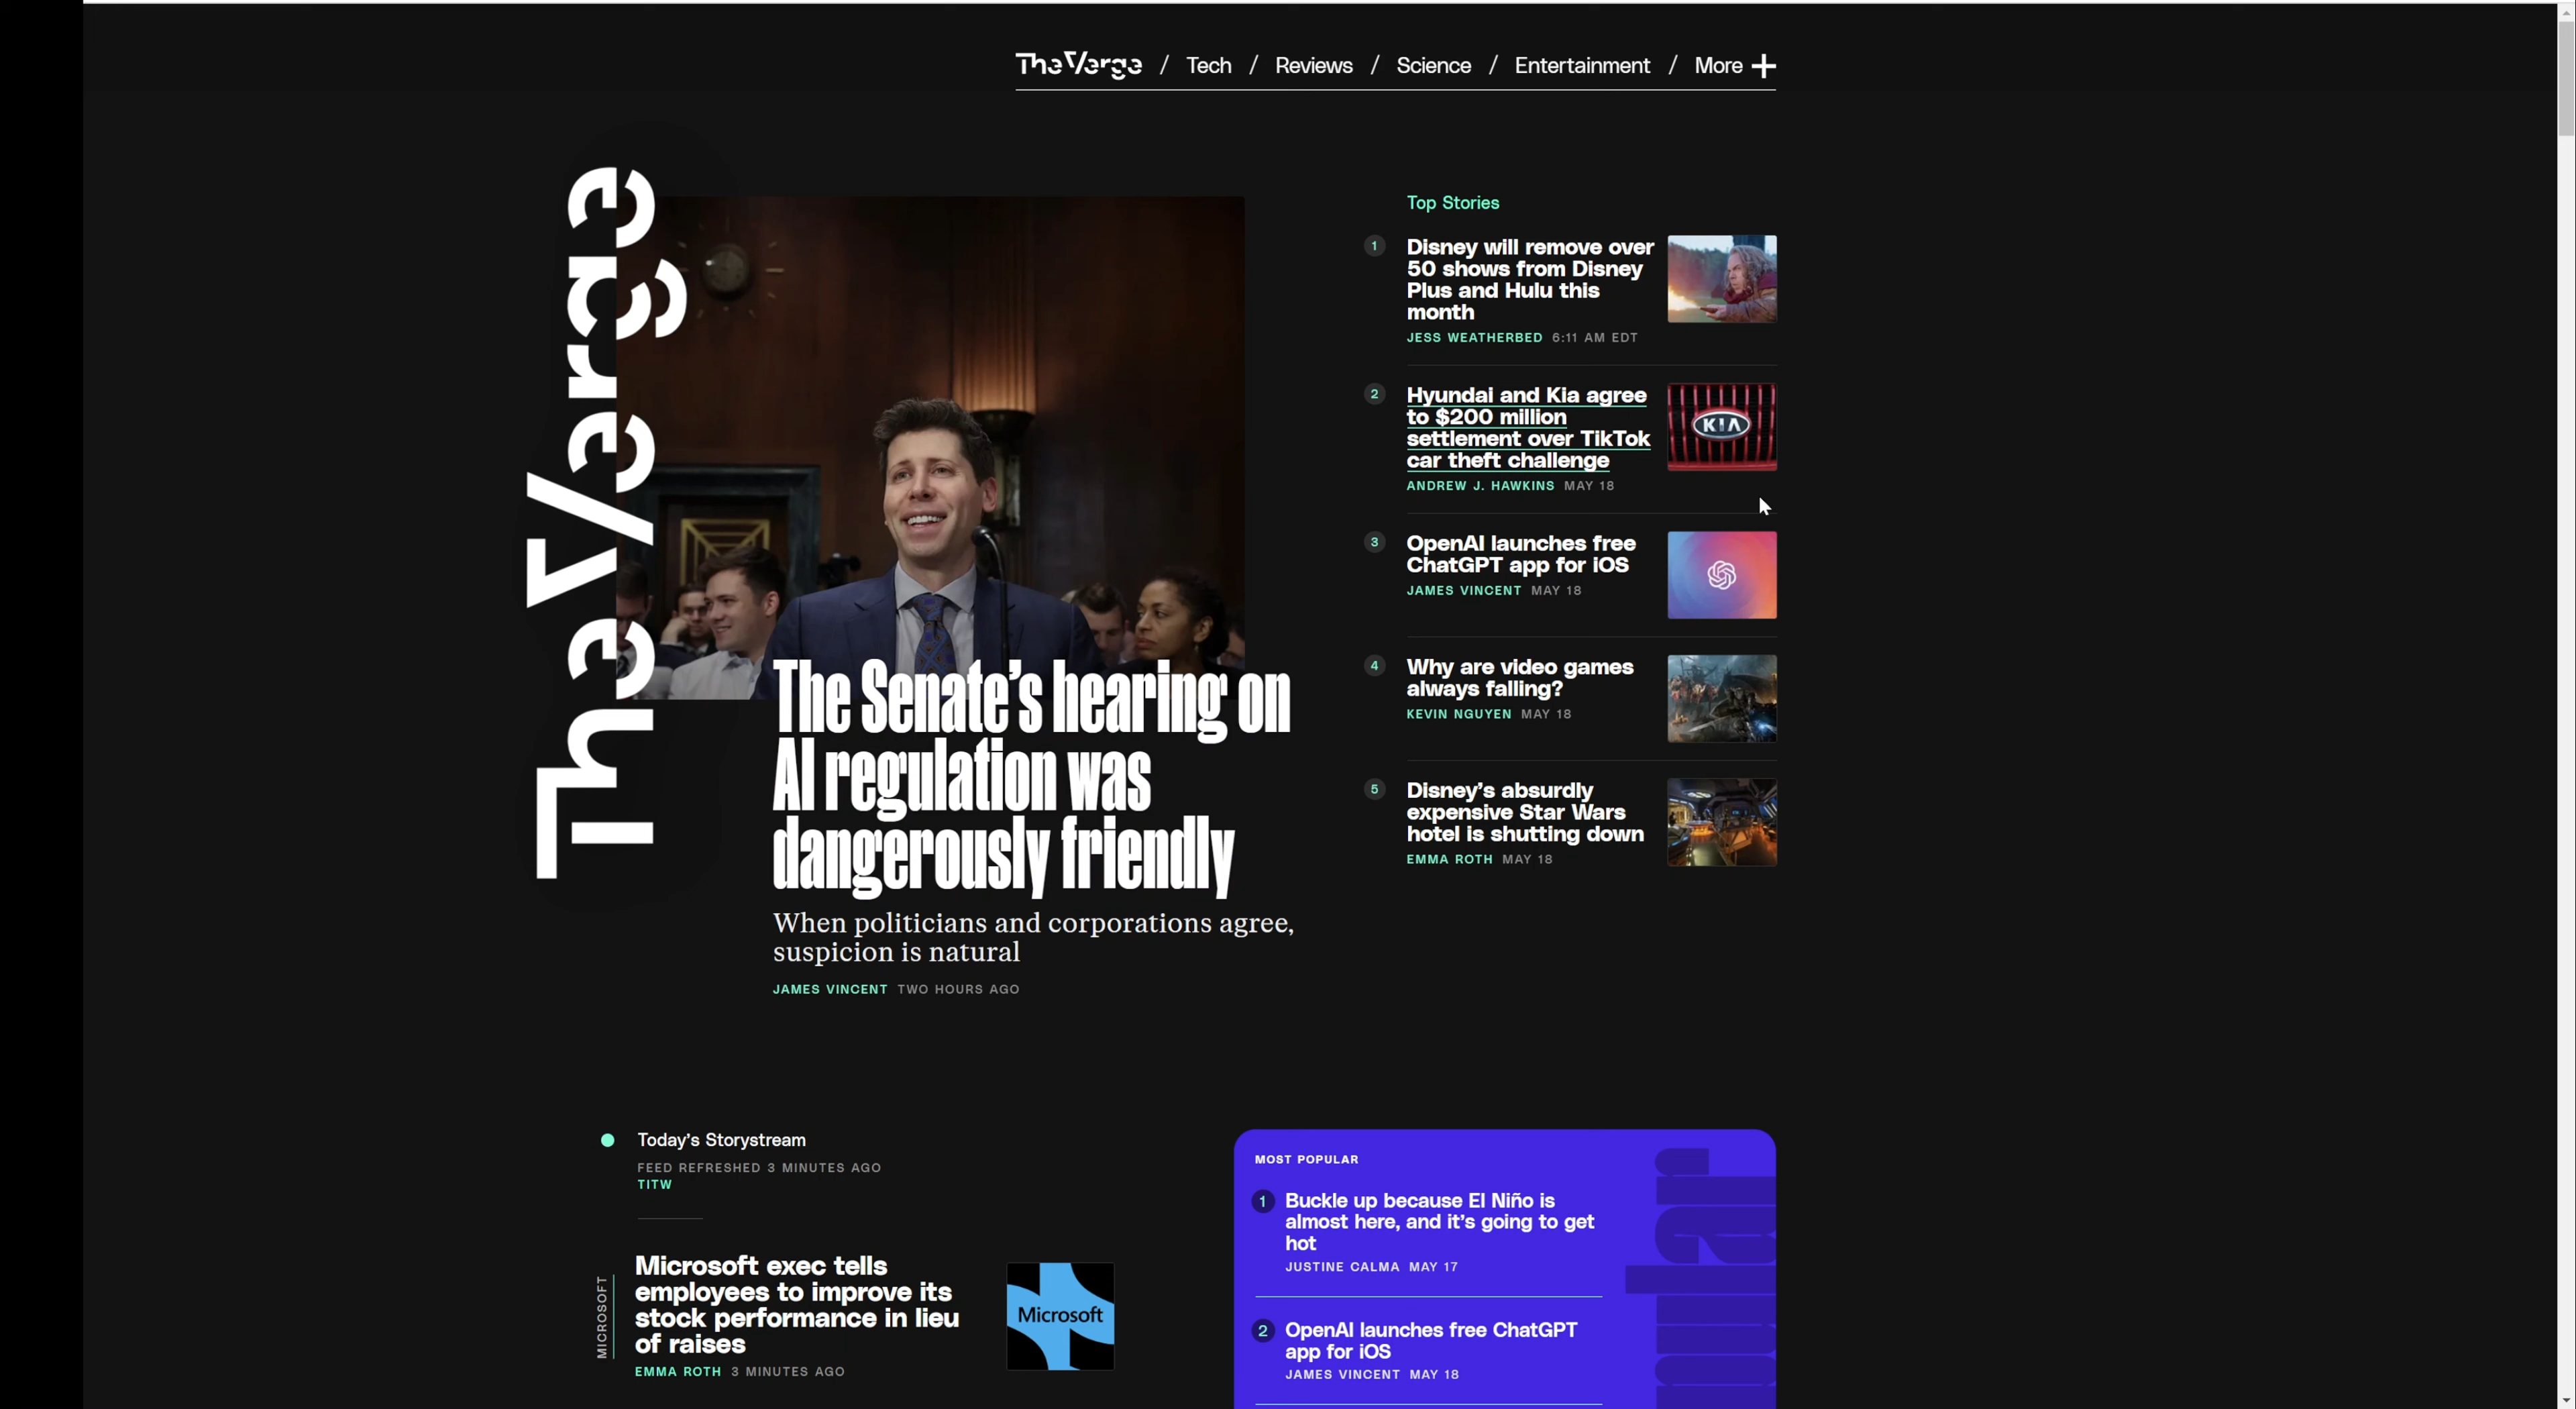 The Verge / Tech / Reviews / Science / Entertainment / More +
The Verge
The Senate's hearing on
AI regulation was
dangerously friendly
When politicians and corporations agree,
suspicion is natural
JAMES VINCENT TWO HOURS AGO
Top Stories
1
Disney will remove over
50 shows from Disney
Plus and Hulu this
month
JESS WEATHERBED 6:11 AM EDT
2
Hyundai and Kia agree
to $200 million
settlement over TikTok
car theft challenge
ANDREW J. HAWKINS MAY 18
KIA
3
OpenAI launches free
ChatGPT app for iOS
JAMES VINCENT MAY 18
4
Why are video games
always falling?
KEVIN NGUYEN MAY 18
5
Disney’s absurdly
expensive Star Wars
hotel is shutting down
EMMA ROTH MAY 18
Today’s Storystream
FEED REFRESHED 3 MINUTES AGO
TITW
MICROSOFT
Microsoft exec tells
employees to improve its
stock performance in lieu
of raises
EMMA ROTH 3 MINUTES AGO
Microsoft
MOST POPULAR
1
Buckle up because El Niño is
almost here, and it’s going to get
hot
JUSTINE CALMA MAY 17
2
OpenAI launches free ChatGPT
app for iOS
JAMES VINCENT MAY 18